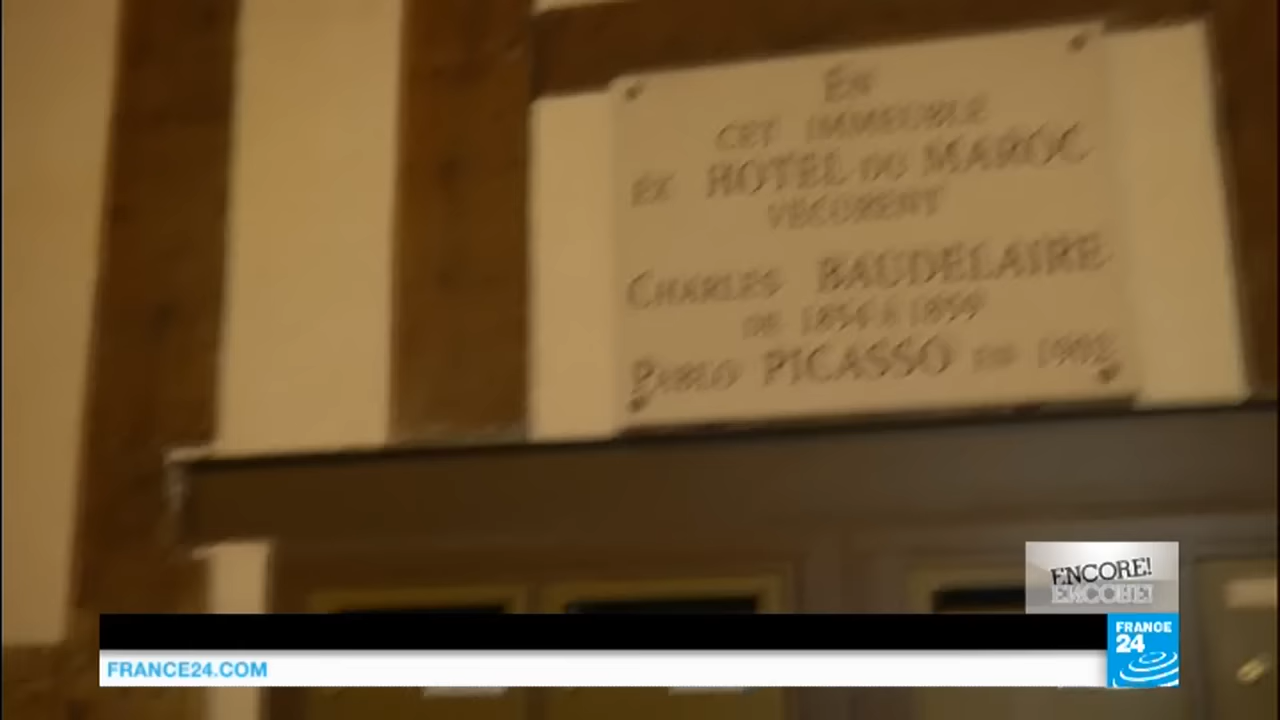 EN
CET IMMEUBLE
EX HOTEL DU MAROC
VÉCURENT
CHARLES BAUDELAIRE
DE 1854 À 1859
PABLO PICASSO EN 1902
ENCORE!
FRANCE
24
FRANCE24.COM